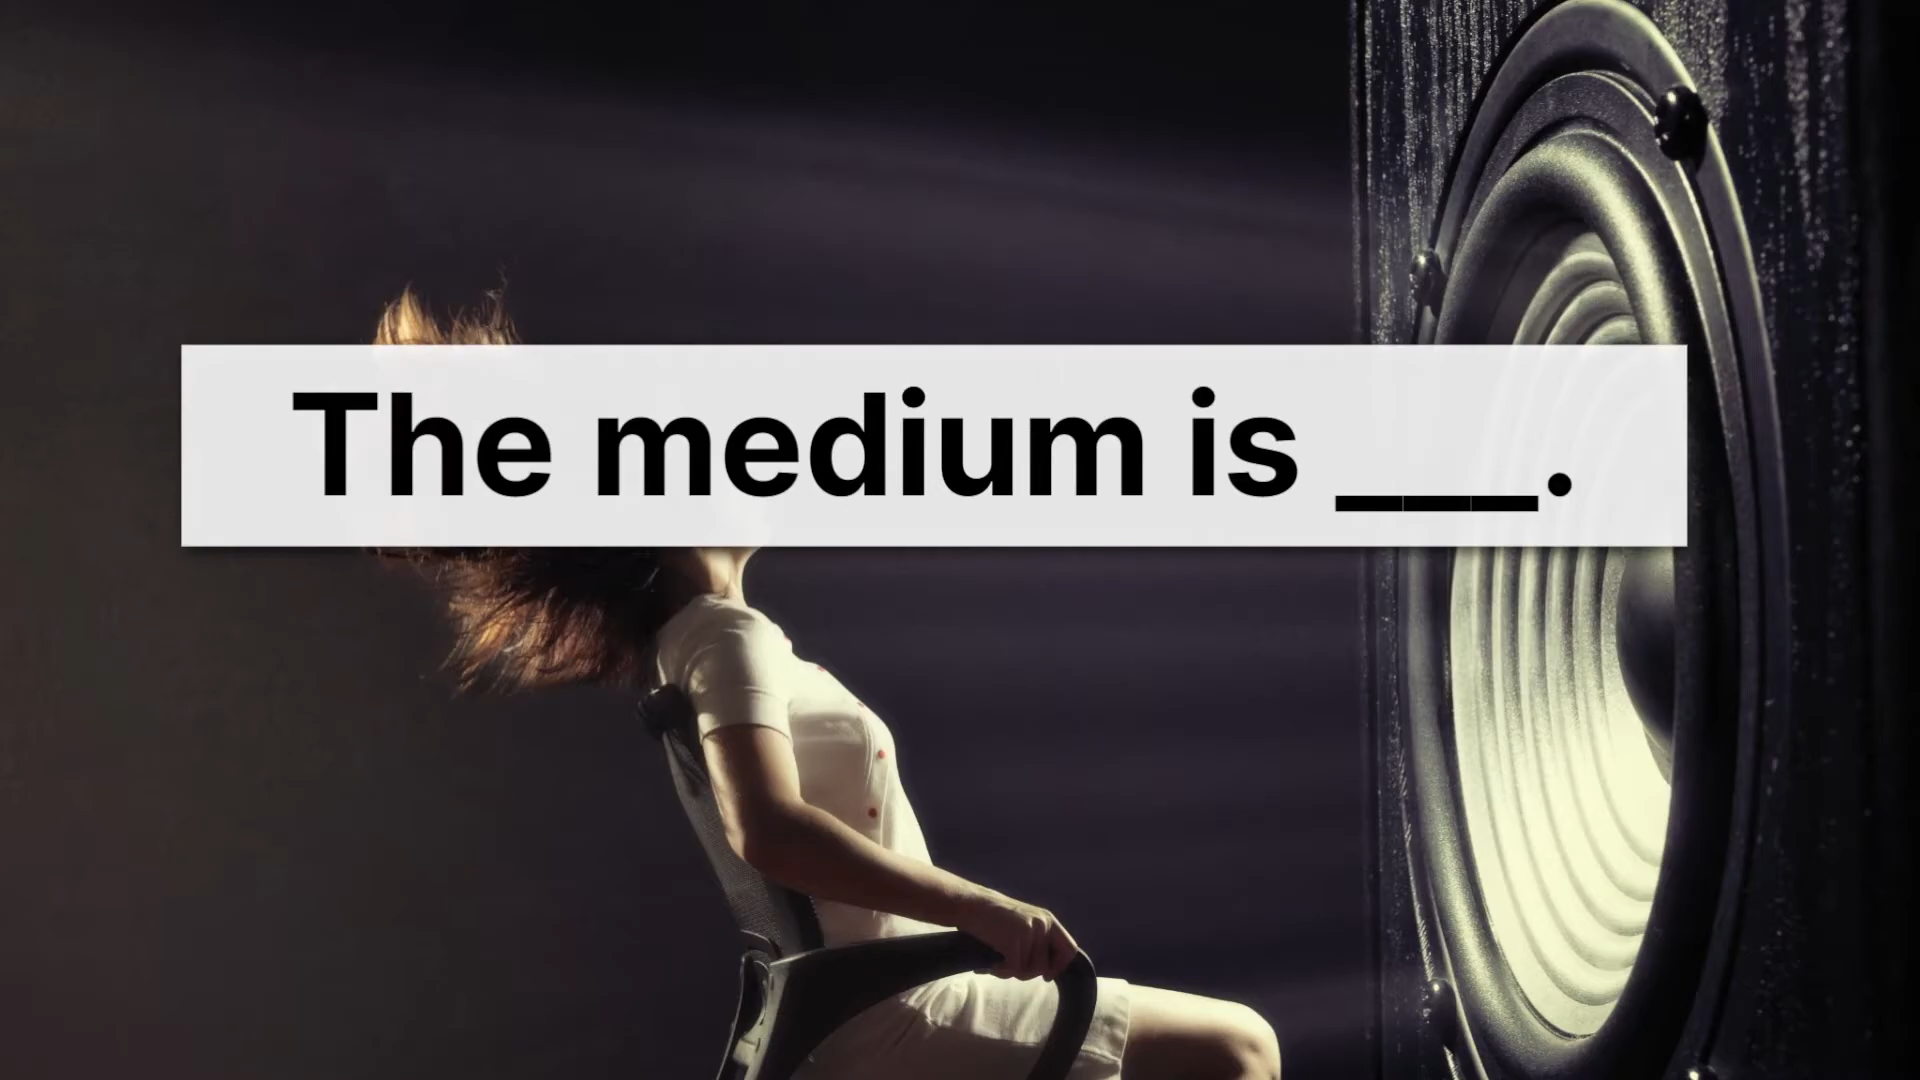 The medium is ___.